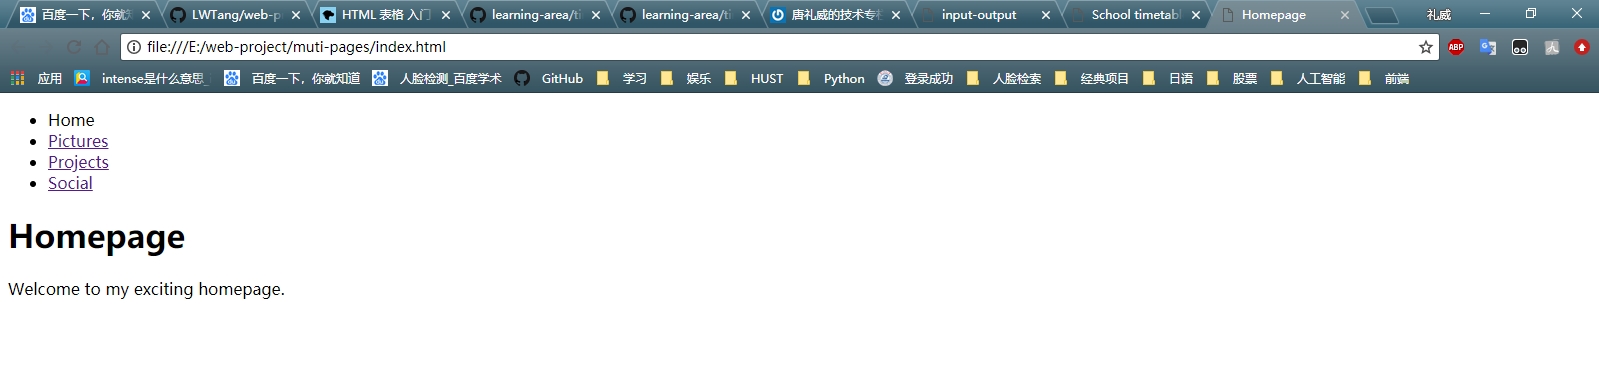 百度一下，你就知 LWTang/web-p HTML 表格 入门 learning-area/ta learning-area/ti 唐礼威的技术专栏 input-output School timetabl Homepage 礼威
file:///E:/web-project/muti-pages/index.html
应用 intense是什么意思_ 百度一下，你就知道 人脸检测_百度学术 GitHub 学习 娱乐 HUST Python 登录成功 人脸检索 经典项目 日语 股票 人工智能 前端
Home
Pictures
Projects
Social
Homepage
Welcome to my exciting homepage.